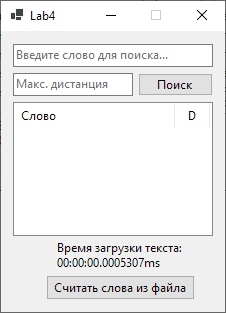 Lab4
Введите слово для поиска...
Макс. дистанция
Поиск
Слово D
Время загрузки текста:
00:00:00.0005307ms
Считать слова из файла